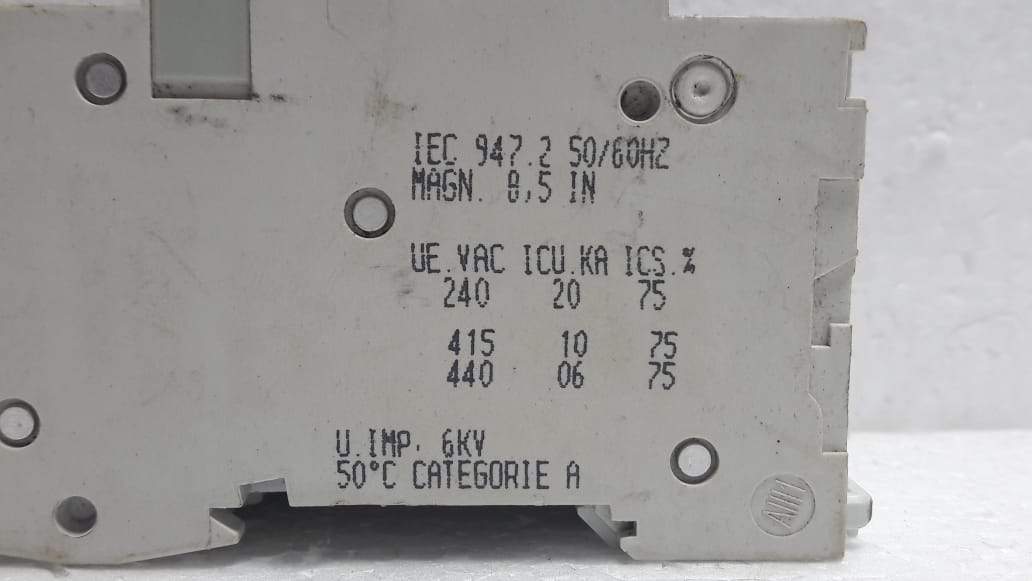 IEC 947.2 50/60HZ
MAGN. 8,5 IN
UE.VAC ICU.KA ICS.%
240 20 75
415 10 75
440 06 75
U.IMP. 6KV
50°C CATEGORIE A